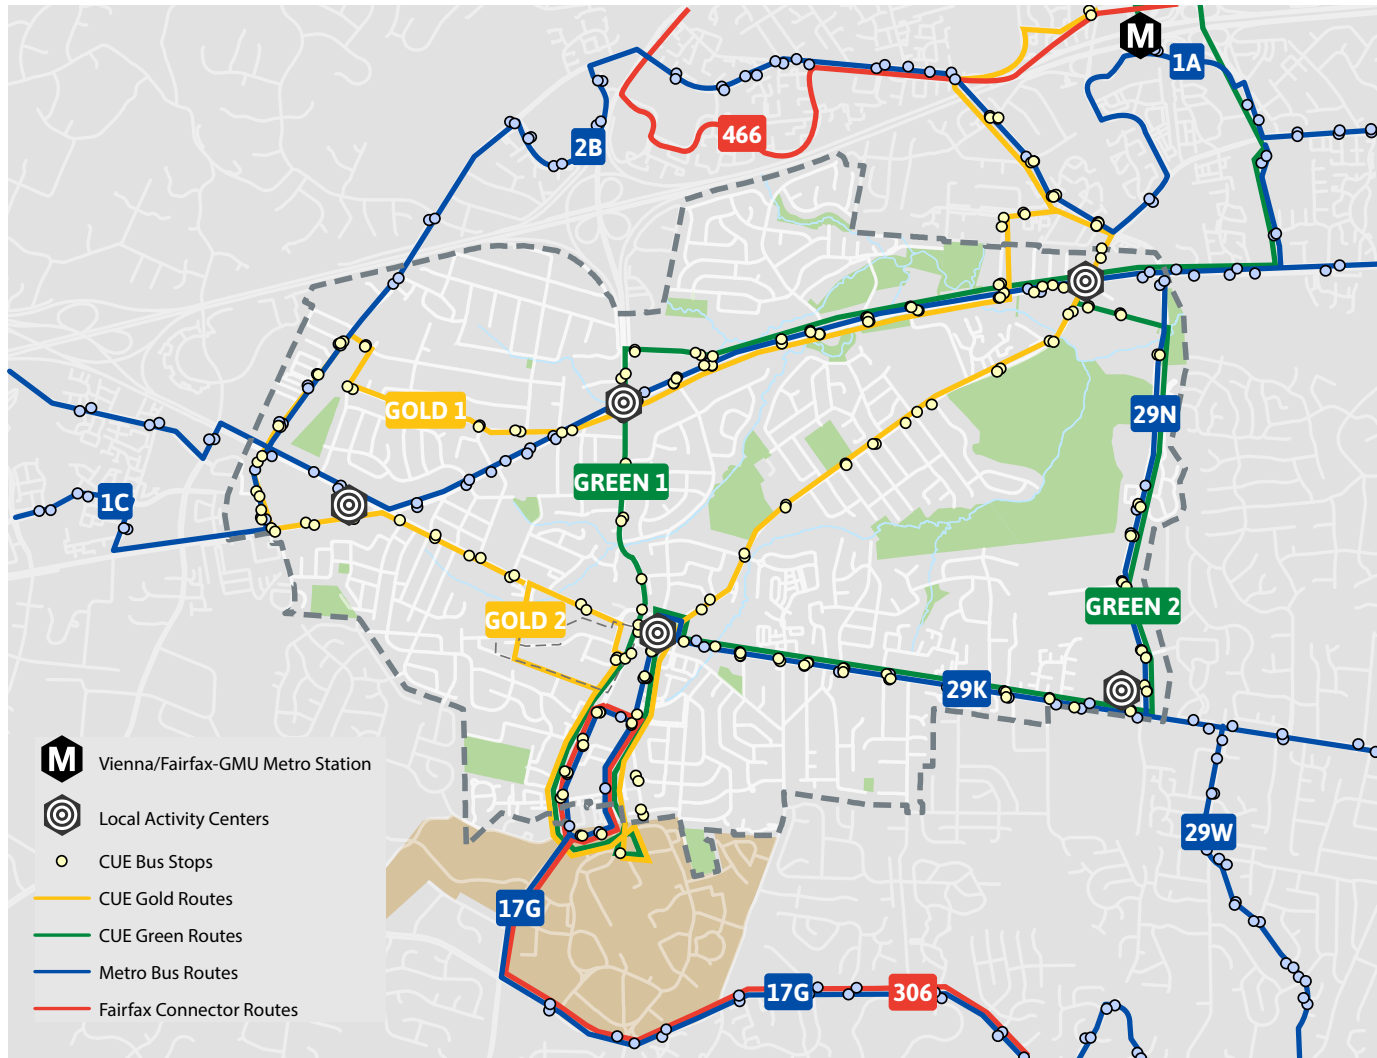 M
1A
2B
466
GOLD 1
29N
GREEN 1
1C
GREEN 2
GOLD 2
29K
M Vienna/Fairfax-GMU Metro Station
Local Activity Centers
CUE Bus Stops
CUE Gold Routes
CUE Green Routes
Metro Bus Routes
Fairfax Connector Routes
29W
17G
17G
306